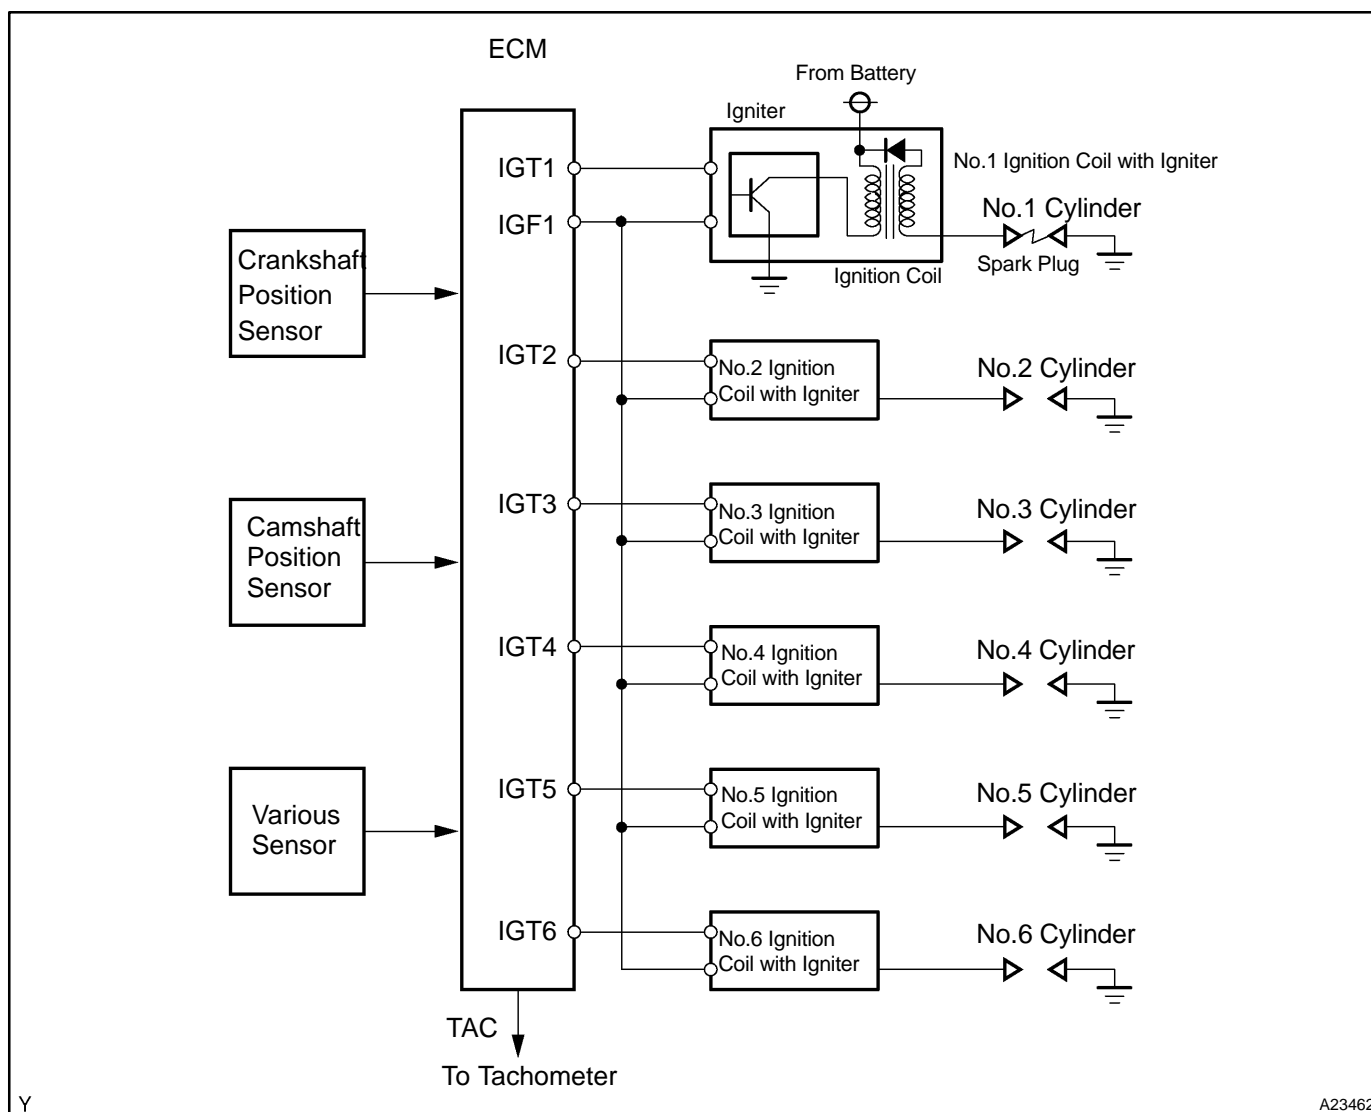 ECM
From Battery
Igniter
IGT1
No.1 Ignition Coil with Igniter
IGF1
No.1 Cylinder
Spark Plug
Ignition Coil
Crankshaft
Position
Sensor
IGT2
No.2 Ignition
Coil with Igniter
No.2 Cylinder
IGT3
No.3 Ignition
Coil with Igniter
No.3 Cylinder
Camshaft
Position
Sensor
IGT4
No.4 Ignition
Coil with Igniter
No.4 Cylinder
IGT5
No.5 Ignition
Coil with Igniter
No.5 Cylinder
Various
Sensor
IGT6
No.6 Ignition
Coil with Igniter
No.6 Cylinder
TAC
To Tachometer
Y
A23462